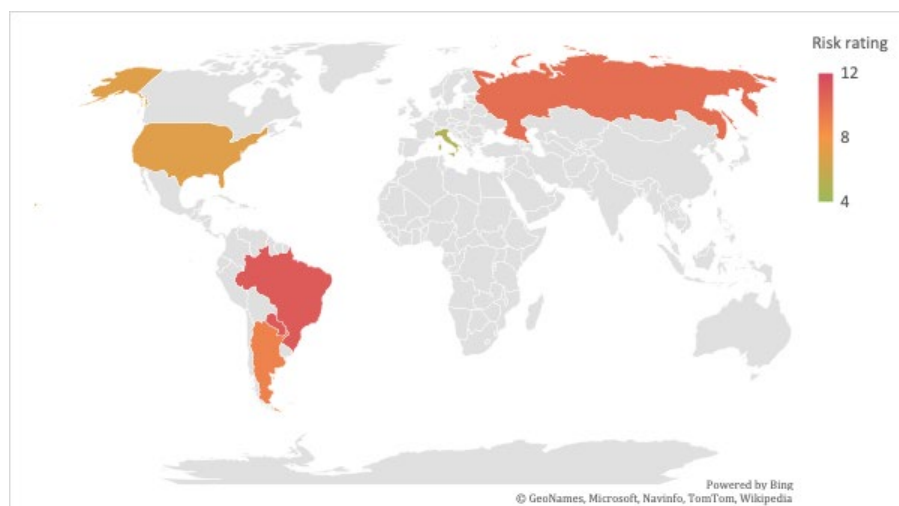 Risk rating
12
8
4
Powered by Bing
© GeoNames, Microsoft, Navinfo, TomTom, Wikipedia